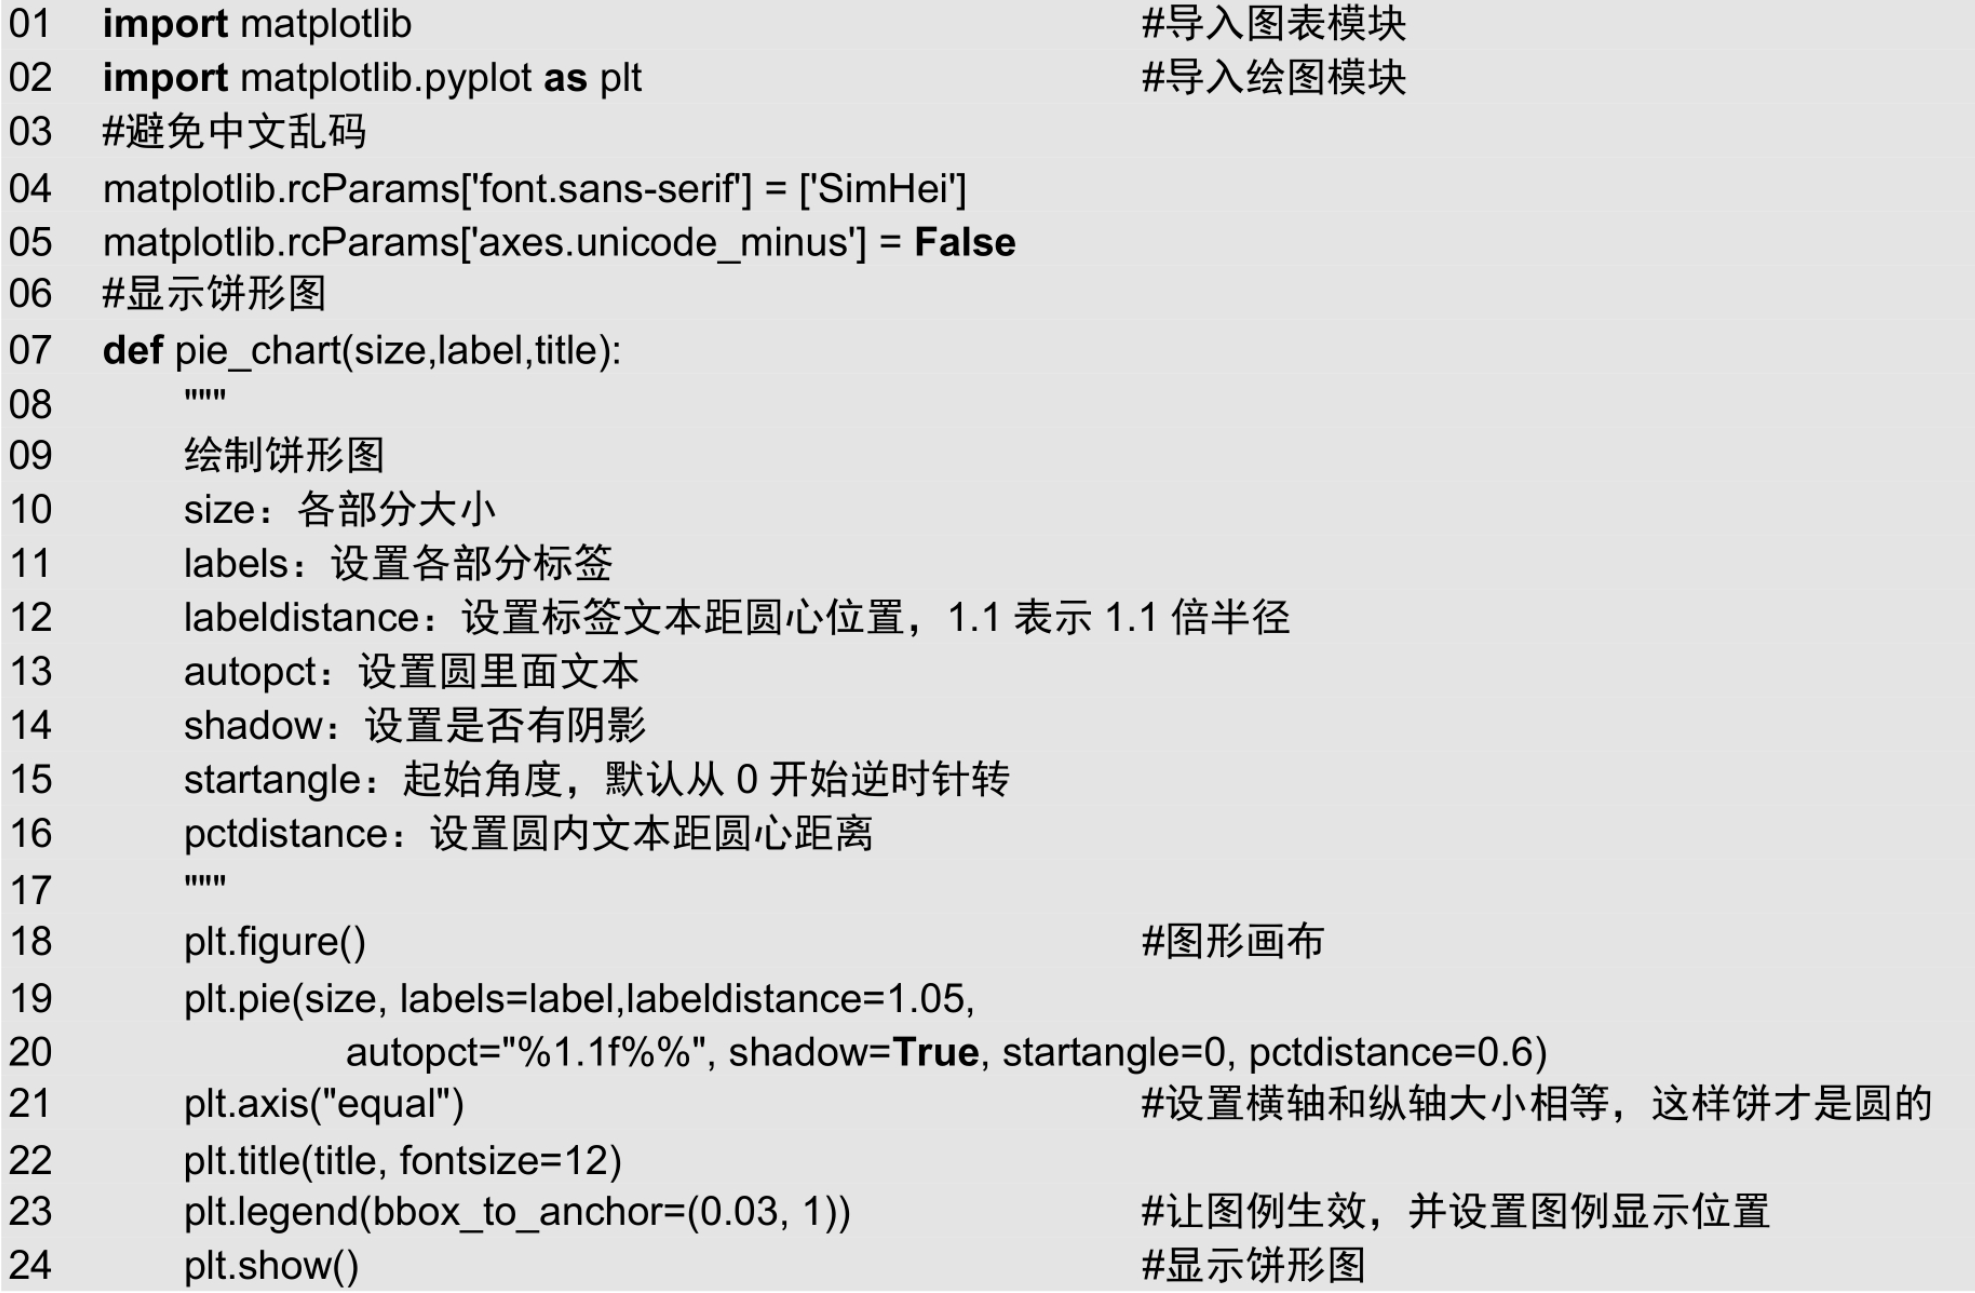 01 import matplotlib #导入图表模块
02 import matplotlib.pyplot as plt #导入绘图模块
03 #避免中文乱码
04 matplotlib.rcParams['font.sans-serif'] = ['SimHei']
05 matplotlib.rcParams['axes.unicode_minus'] = False
06 #显示饼形图
07 def pie_chart(size,label,title):
08 """
09 绘制饼形图
10 size：各部分大小
11 labels：设置各部分标签
12 labeldistance：设置标签文本距圆心位置，1.1 表示 1.1 倍半径
13 autopct：设置圆里面文本
14 shadow：设置是否有阴影
15 startangle：起始角度，默认从 0 开始逆时针转
16 pctdistance：设置圆内文本距圆心距离
17 """
18 plt.figure() #图形画布
19 plt.pie(size, labels=label,labeldistance=1.05,
20 autopct="%1.1f%%", shadow=True, startangle=0, pctdistance=0.6)
21 plt.axis("equal") #设置横轴和纵轴大小相等，这样饼才是圆的
22 plt.title(title, fontsize=12)
23 plt.legend(bbox_to_anchor=(0.03, 1)) #让图例生效，并设置图例显示位置
24 plt.show() #显示饼形图